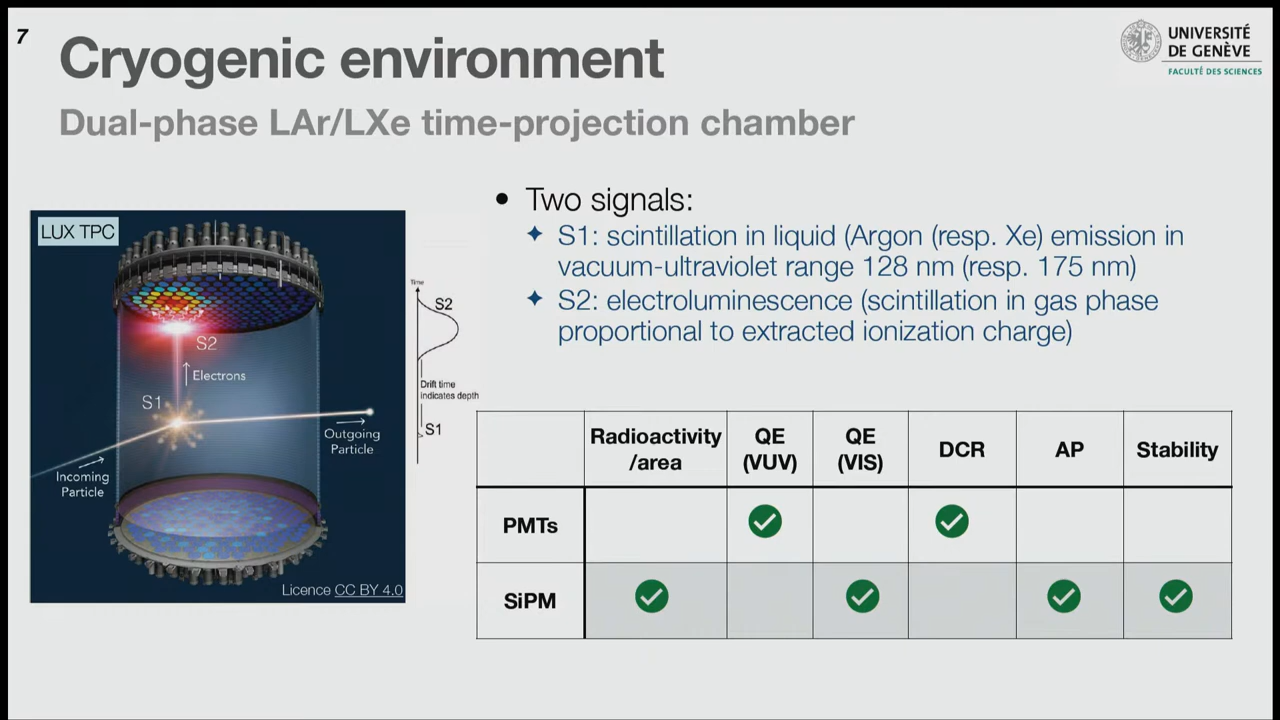 7
Cryogenic environment
UNIVERSITÉ
DE GENÈVE
FACULTÉ DES SCIENCES
Dual-phase LAr/LXe time-projection chamber
• Two signals:
✦ S1: scintillation in liquid (Argon (resp. Xe) emission in
vacuum-ultraviolet range 128 nm (resp. 175 nm)
✦ S2: electroluminescence (scintillation in gas phase
proportional to extracted ionization charge)
LUX TPC
S2
Electrons
S1
Outgoing
Particle
Incoming
Particle
Licence CC BY 4.0
Time
S2
Drift time
indicates depth
S1
Radioactivity
/area
QE
(VUV)
QE
(VIS)
DCR
AP
Stability
PMTs
SiPM